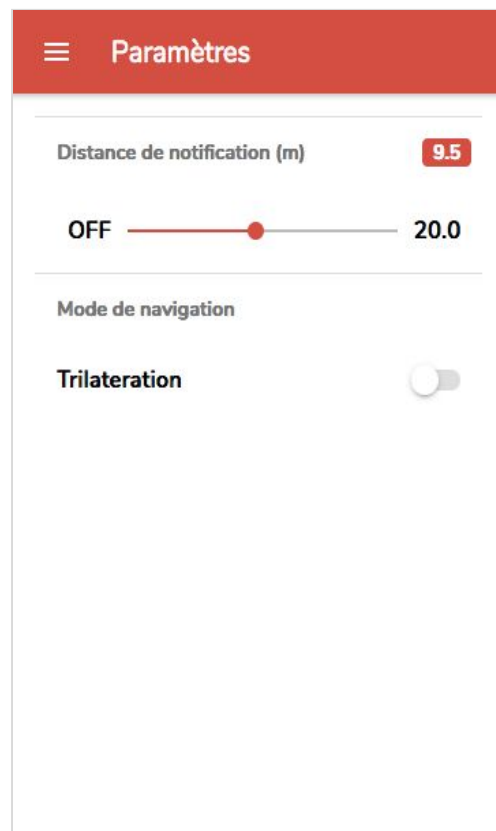 Paramètres
Distance de notification (m) 9.5
OFF 20.0
Mode de navigation
Trilateration